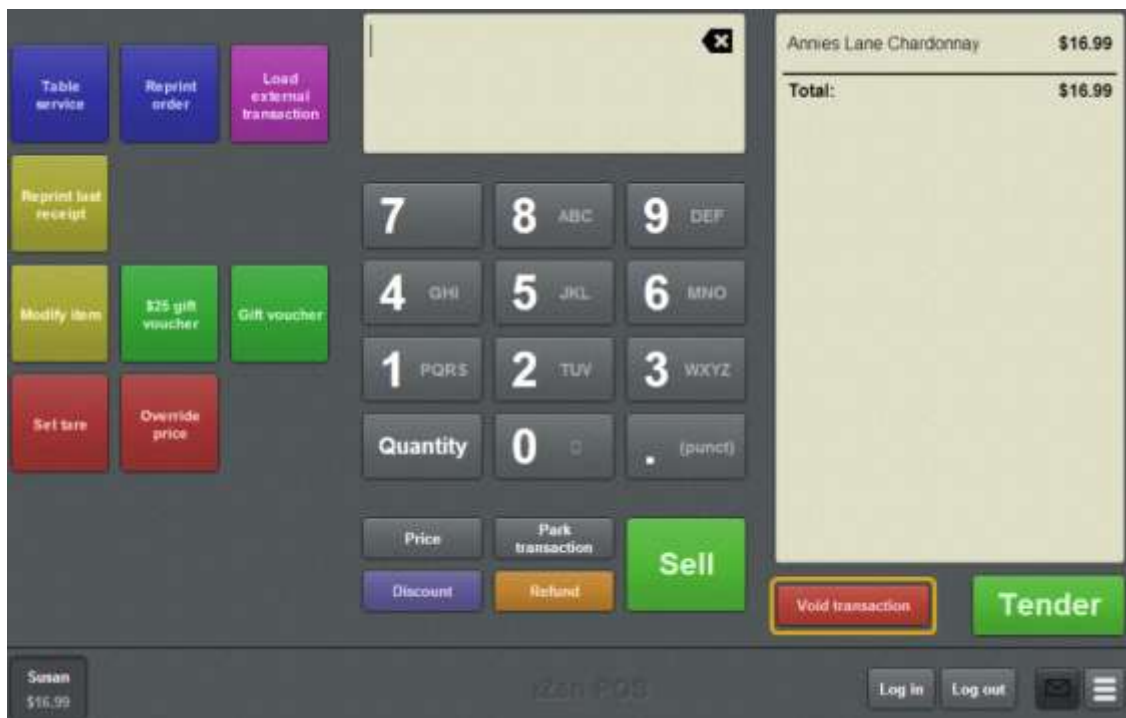 Table
service
Reprint
order
Load
external
transaction
Reprint last
receipt
Modify item
$25 gift
voucher
Gift voucher
Set tare
Override
price
7
8 ABC
9 DEF
4 GHI
5 JKL
6 MNO
1 PQRS
2 TUV
3 WXYZ
Quantity
0
. (punct)
Price
Park
transaction
Sell
Discount
Refund
Annies Lane Chardonnay $16.99
Total: $16.99
Void transaction
Tender
Susan
$16.99
POS
Log in
Log out